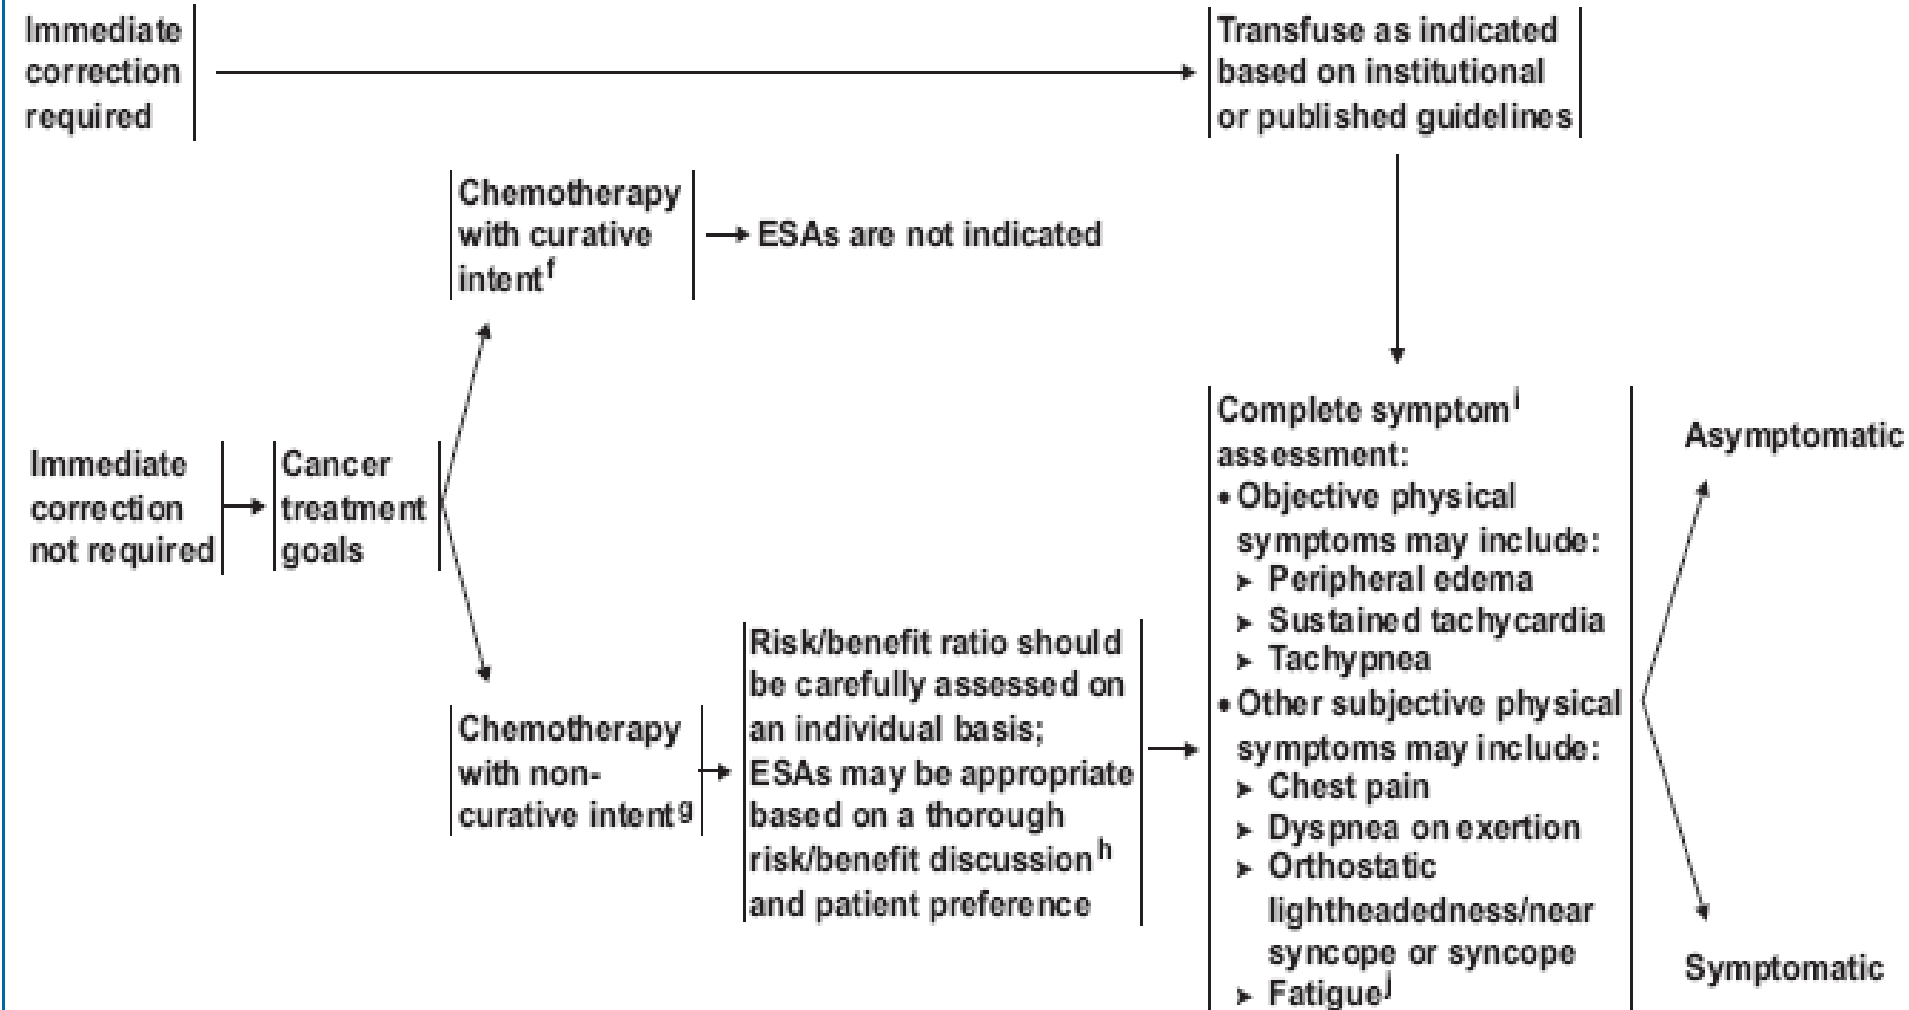 Immediate
correction
required
Transfuse as indicated
based on institutional
or published guidelines
Chemotherapy
with curative
intent f
ESAs are not indicated
Immediate
correction
not required
Cancer
treatment
goals
Chemotherapy
with non-
curative intent g
Risk/benefit ratio should
be carefully assessed on
an individual basis;
ESAs may be appropriate
based on a thorough
risk/benefit discussion h
and patient preference
Complete symptom i
assessment:
• Objective physical
symptoms may include:
➤ Peripheral edema
➤ Sustained tachycardia
➤ Tachypnea
• Other subjective physical
symptoms may include:
➤ Chest pain
➤ Dyspnea on exertion
➤ Orthostatic
lightheadedness/near
syncope or syncope
➤ Fatigue j
Asymptomatic
Symptomatic